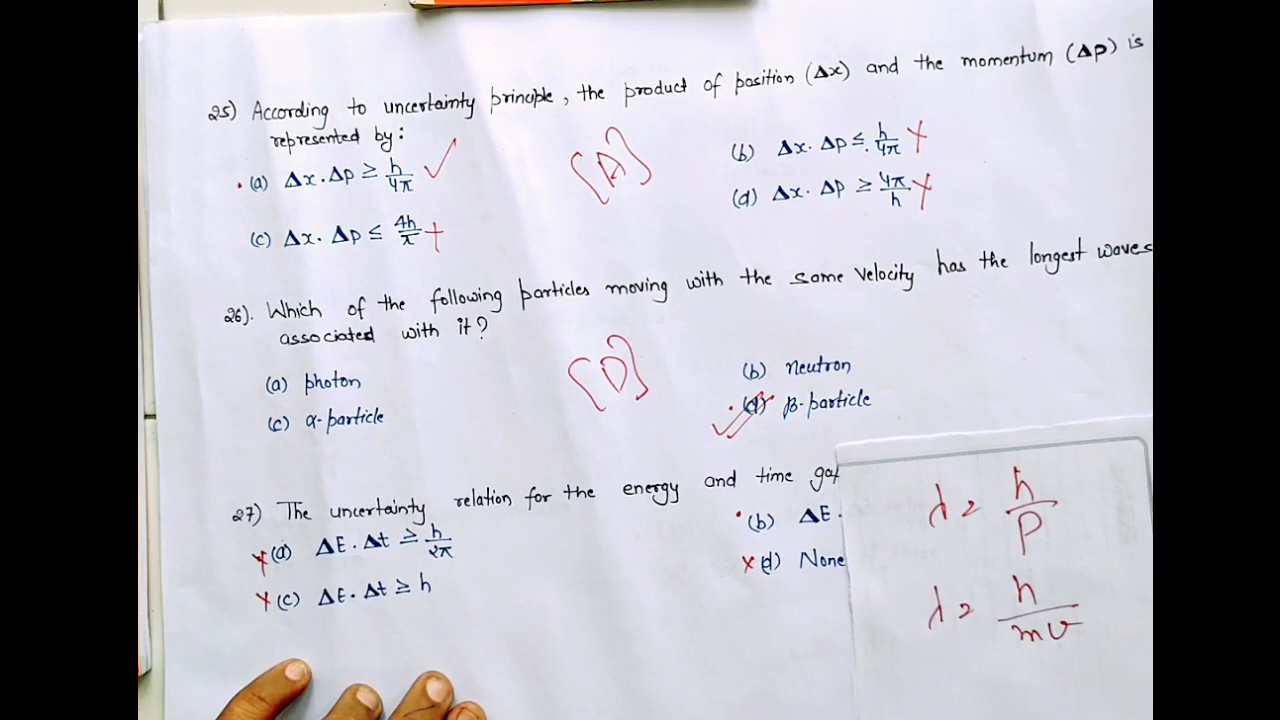 25) According to uncertainty principle, the product of position (Δx) and the momentum (Δp) is
represented by:
(a) Δx.Δp ≥ h/4π
(b) Δx. Δp ≤ h/4π
[A]
(c) Δx. Δp ≤ 4h/π
(d) Δx. Δp ≥ 4π/h
26). Which of the following particles moving with the same velocity has the longest waves
associated with it?
[D]
(a) photon
(b) neutron
(c) α-particle
(d) β-particle
27) The uncertainty relation for the energy and time gap
(a) ΔE. Δt ≥ h/2π
(b) ΔE.
(c) ΔE. Δt ≥ h
(d) None
λ = h/P
λ = h/mv